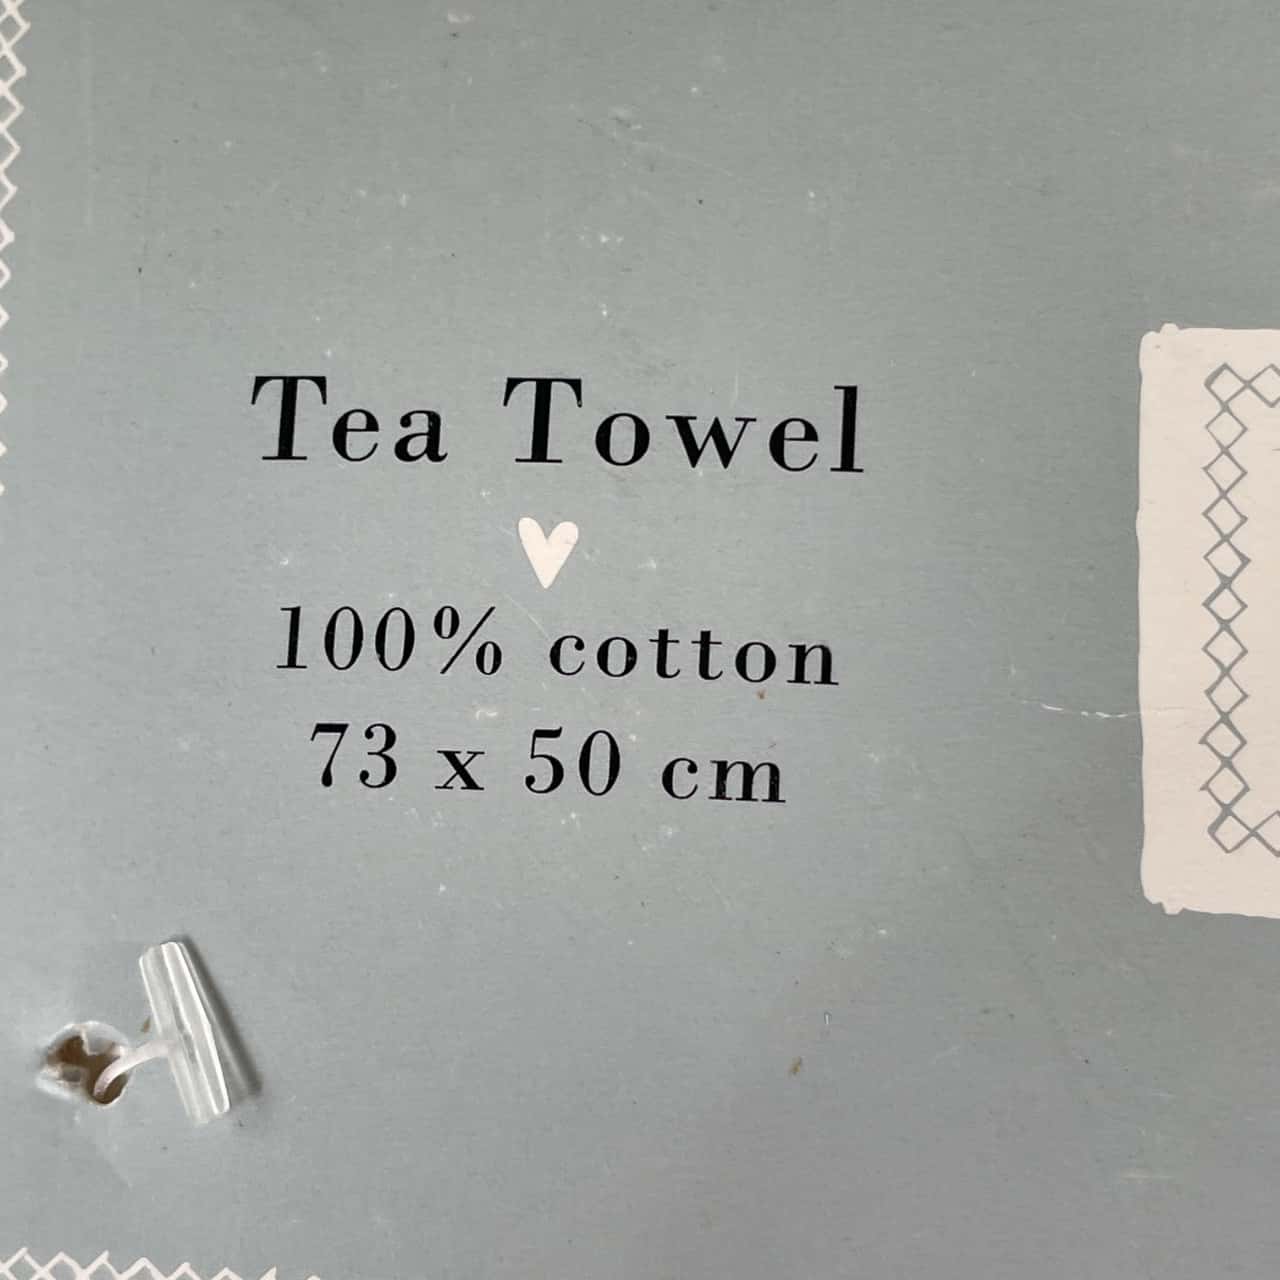 Tea Towel
100% cotton
73 x 50 cm